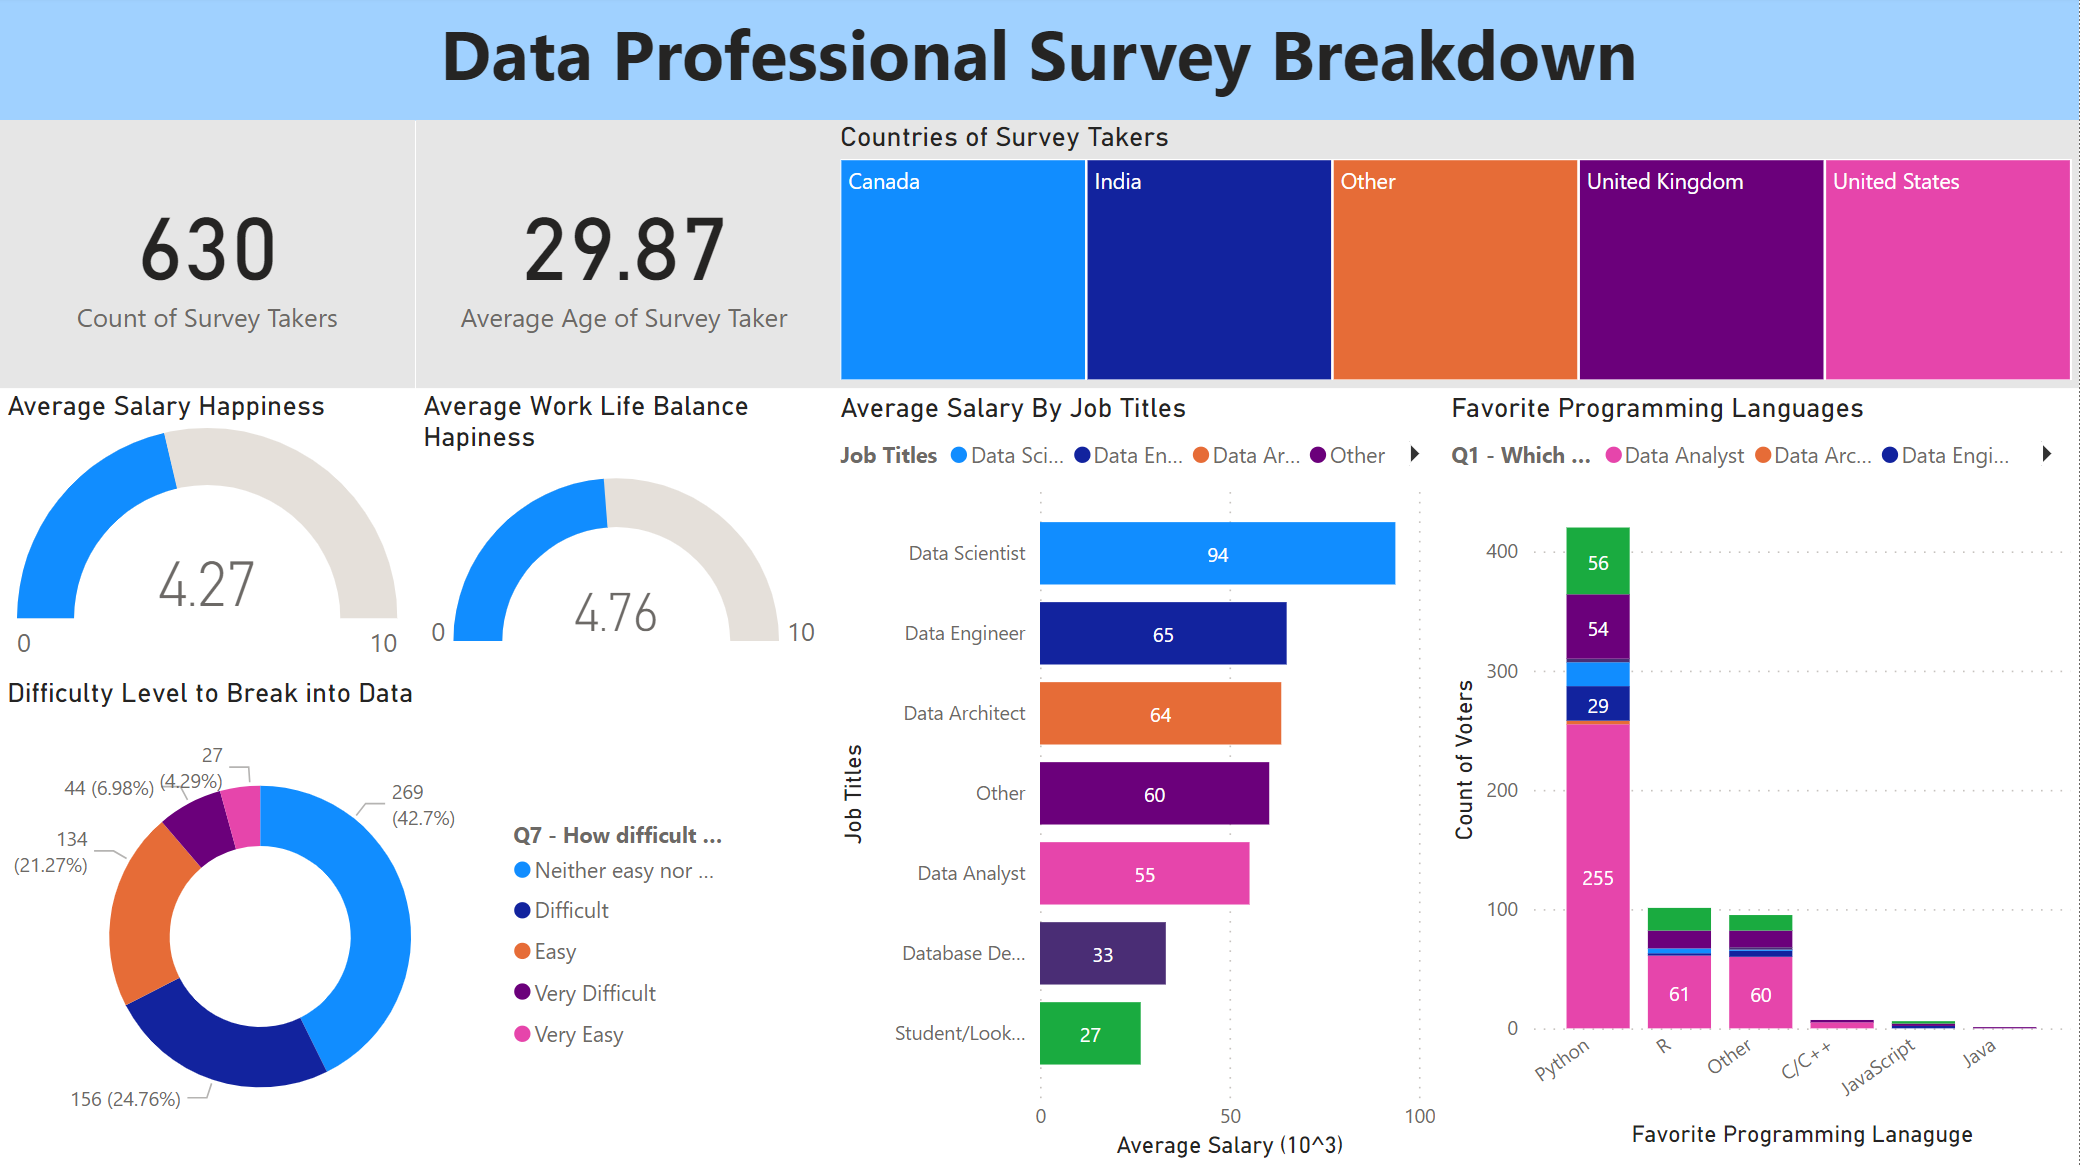 Data Professional Survey Breakdown
630
Count of Survey Takers
29.87
Average Age of Survey Taker
Countries of Survey Takers
Canada
India
Other
United Kingdom
United States
Average Salary Happiness
4.27
0
10
Average Work Life Balance
Hapiness
4.76
0
10
Difficulty Level to Break into Data
27
(4.29%)
44 (6.98%)
134
(21.27%)
269
(42.7%)
156 (24.76%)
Q7 - How difficult ...
Neither easy nor ...
Difficult
Easy
Very Difficult
Very Easy
Average Salary By Job Titles
Job Titles Data Sci... Data En... Data Ar... Other
Job Titles
Data Scientist 94
Data Engineer 65
Data Architect 64
Other 60
Data Analyst 55
Database De... 33
Student/Look... 27
0 50 100
Average Salary (10^3)
Favorite Programming Languages
Q1 - Which ... Data Analyst Data Arc... Data Engi...
Count of Voters
400
300
200
100
0
56
54
29
255
61
60
Python R Other C/C++ JavaScript Java
Favorite Programming Lanaguge